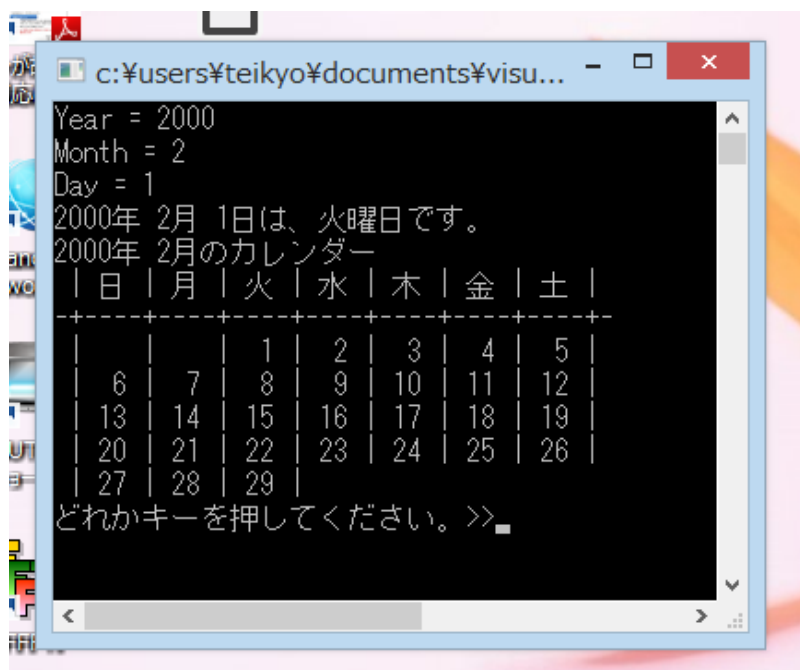 c:¥users¥teikyo¥documents¥visu...
Year = 2000
Month = 2
Day = 1
2000年 2月 1日は、火曜日です。
2000年 2月のカレンダー
| 日 | 月 | 火 | 水 | 木 | 金 | 土 |
-+----+----+----+----+----+----+----+-
|    |    |  1 |  2 |  3 |  4 |  5 |
|  6 |  7 |  8 |  9 | 10 | 11 | 12 |
| 13 | 14 | 15 | 16 | 17 | 18 | 19 |
| 20 | 21 | 22 | 23 | 24 | 25 | 26 |
| 27 | 28 | 29 |
どれかキーを押してください。>>